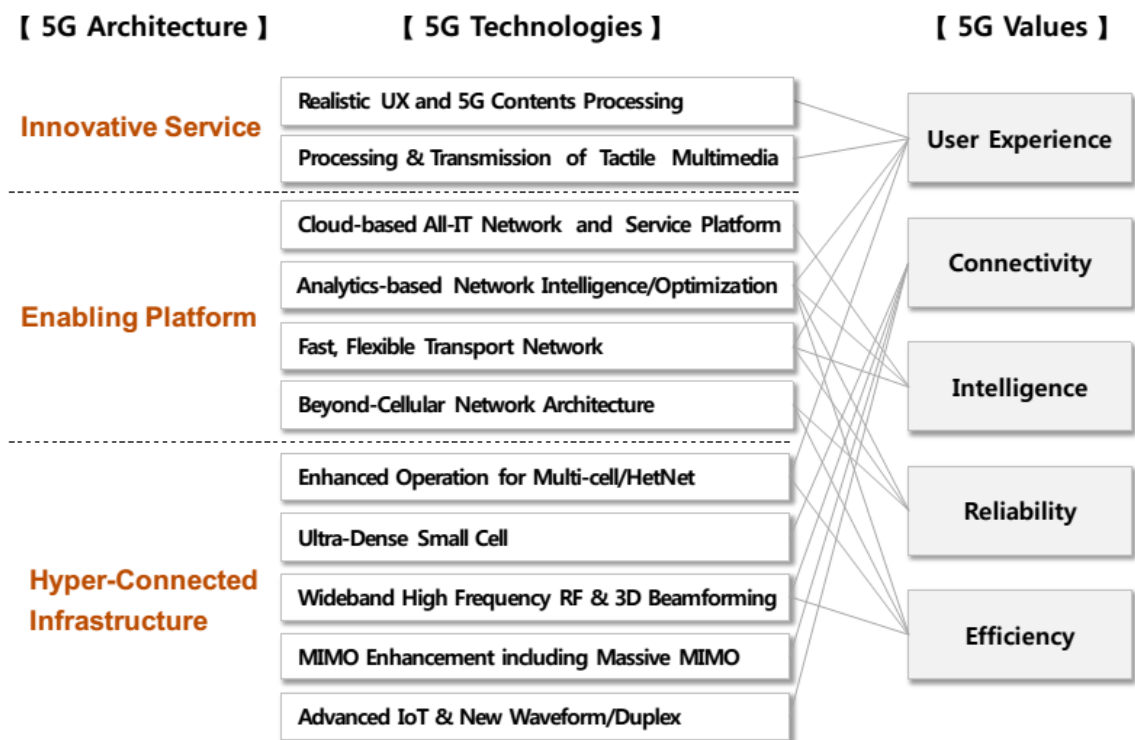 【 5G Architecture 】
【 5G Technologies 】
【 5G Values 】
Innovative Service
Realistic UX and 5G Contents Processing
Processing & Transmission of Tactile Multimedia
Enabling Platform
Cloud-based All-IT Network and Service Platform
Analytics-based Network Intelligence/Optimization
Fast, Flexible Transport Network
Beyond-Cellular Network Architecture
Hyper-Connected
Infrastructure
Enhanced Operation for Multi-cell/HetNet
Ultra-Dense Small Cell
Wideband High Frequency RF & 3D Beamforming
MIMO Enhancement including Massive MIMO
Advanced IoT & New Waveform/Duplex
User Experience
Connectivity
Intelligence
Reliability
Efficiency